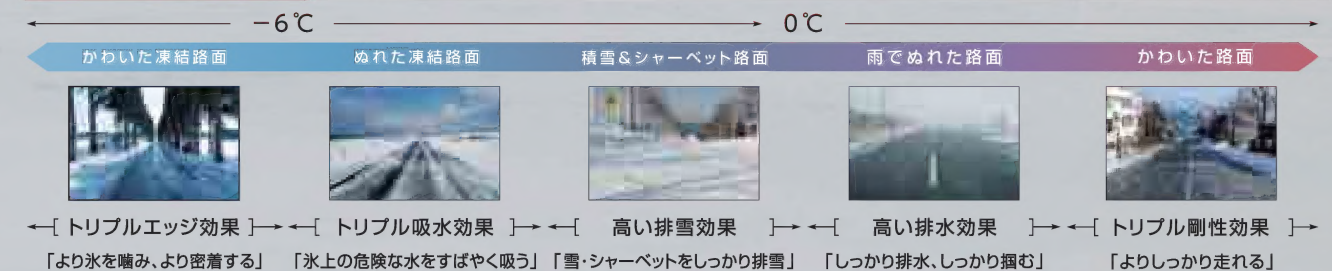 -6℃ 0℃
かわいた凍結路面 ぬれた凍結路面 積雪&シャーベット路面 雨でぬれた路面 かわいた路面
[トリプルエッジ効果] [トリプル吸水効果] [高い排雪効果] [高い排水効果] [トリプル剛性効果]
「より氷を噛み、より密着する」 「氷上の危険な水をすばやく吸う」 「雪・シャーベットをしっかり排雪」 「しっかり排水、しっかり掴む」 「よりしっかり走れる」